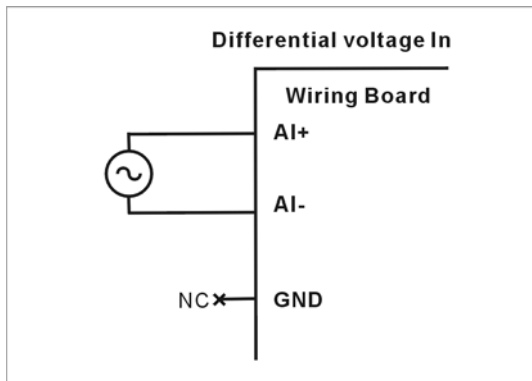 Differential voltage In
Wiring Board
AI+
AI-
NC
GND